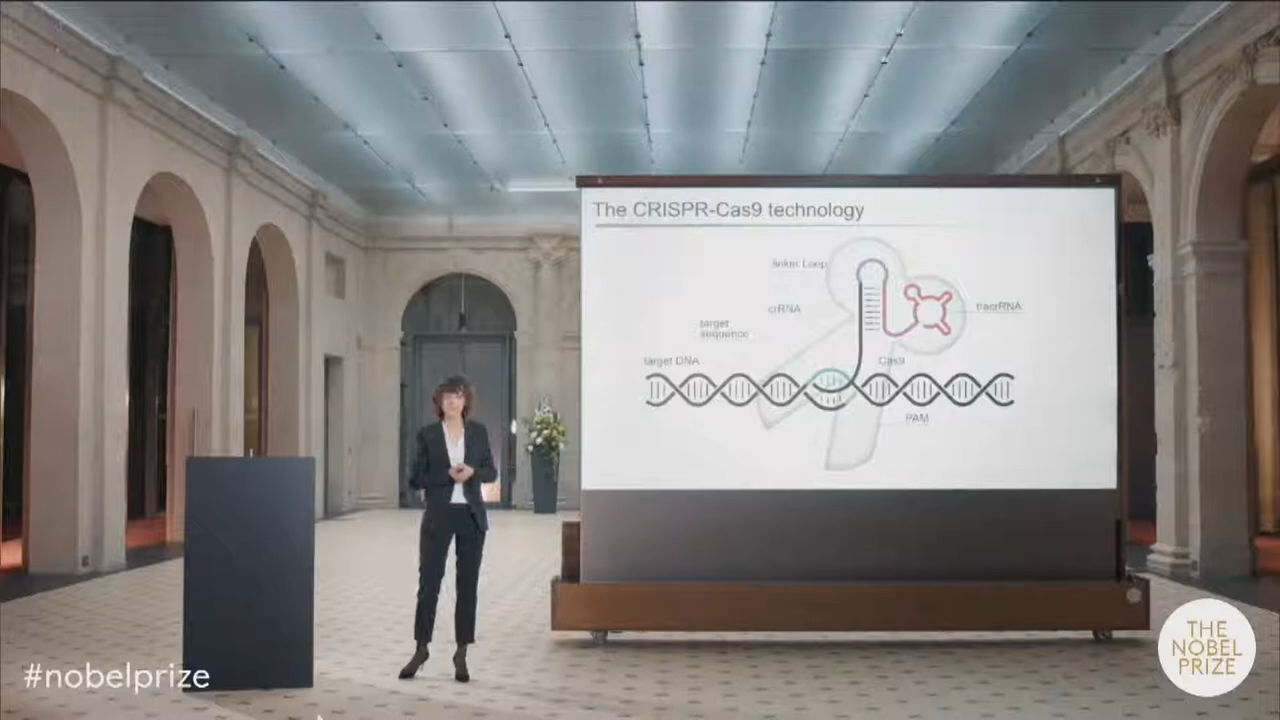 The CRISPR-Cas9 technology
linker Loop
crRNA
tracrRNA
target
sequence
target DNA
Cas9
PAM
#nobelprize
THE
NOBEL
PRIZE